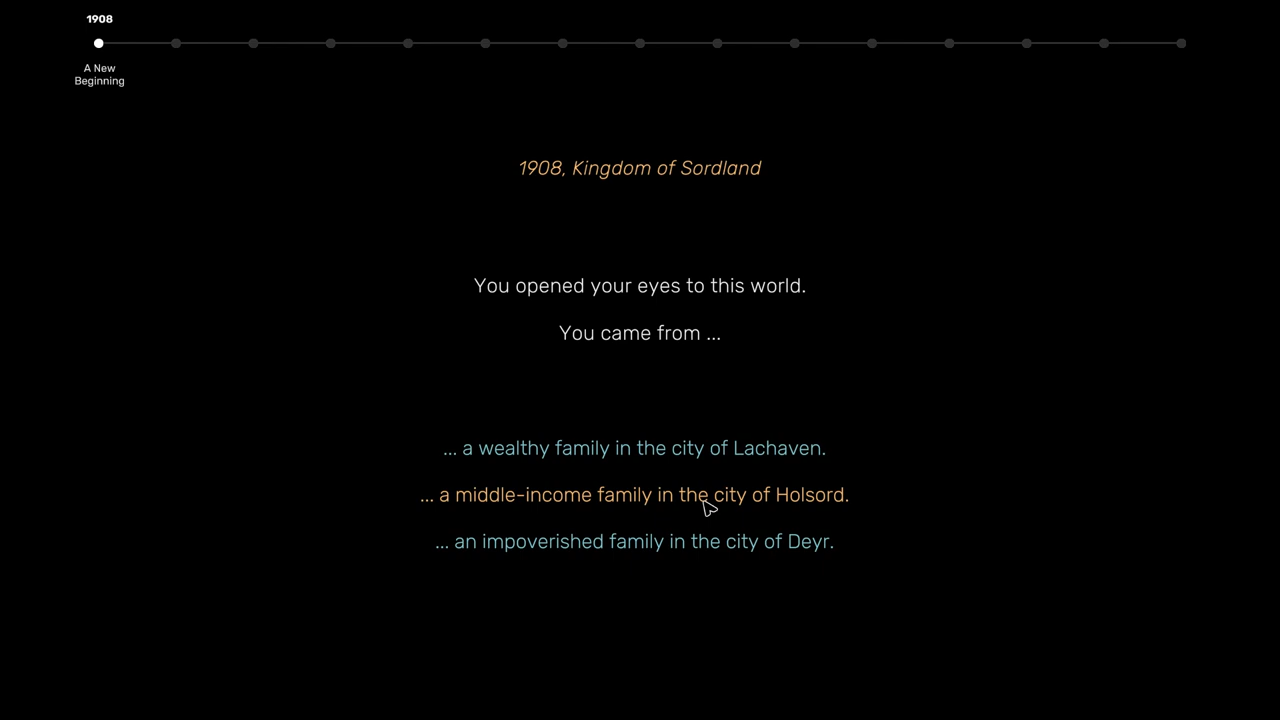 1908
A New
Beginning
1908, Kingdom of Sordland
You opened your eyes to this world.
You came from ...
... a wealthy family in the city of Lachaven.
... a middle-income family in the city of Holsord.
... an impoverished family in the city of Deyr.